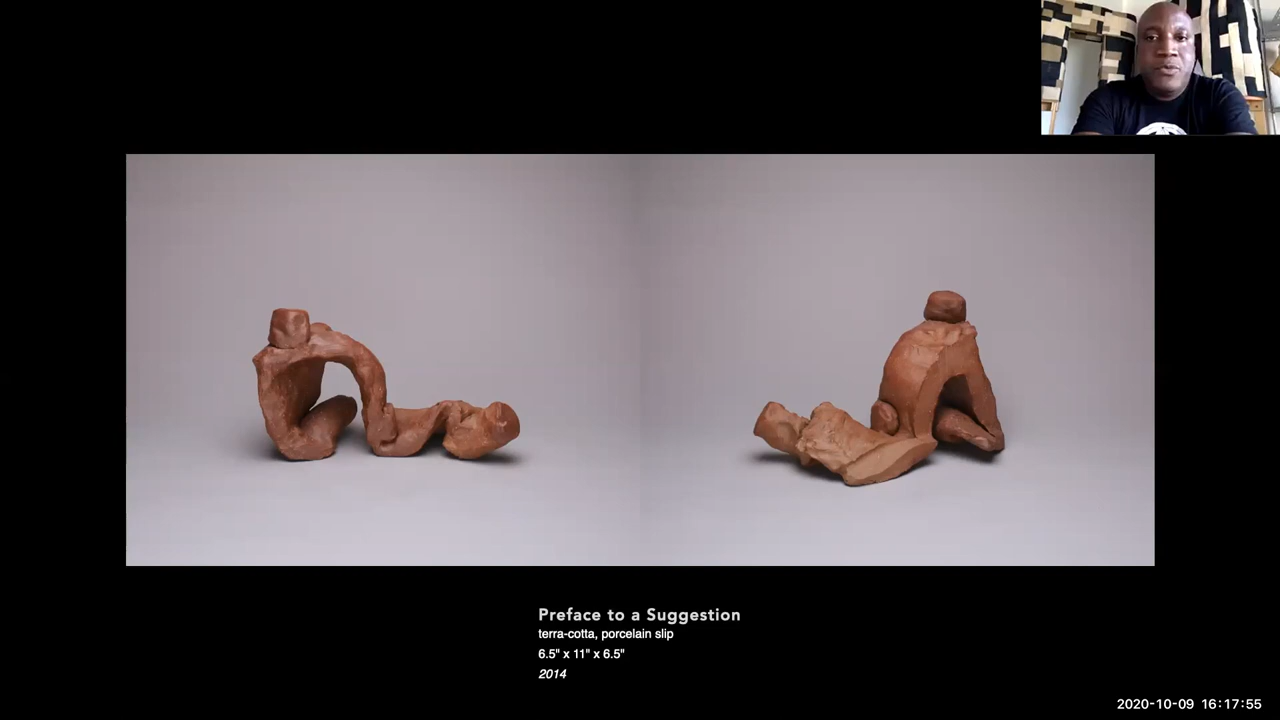 Preface to a Suggestion
terra-cotta, porcelain slip
6.5" x 11" x 6.5"
2014
2020-10-09 16:17:55